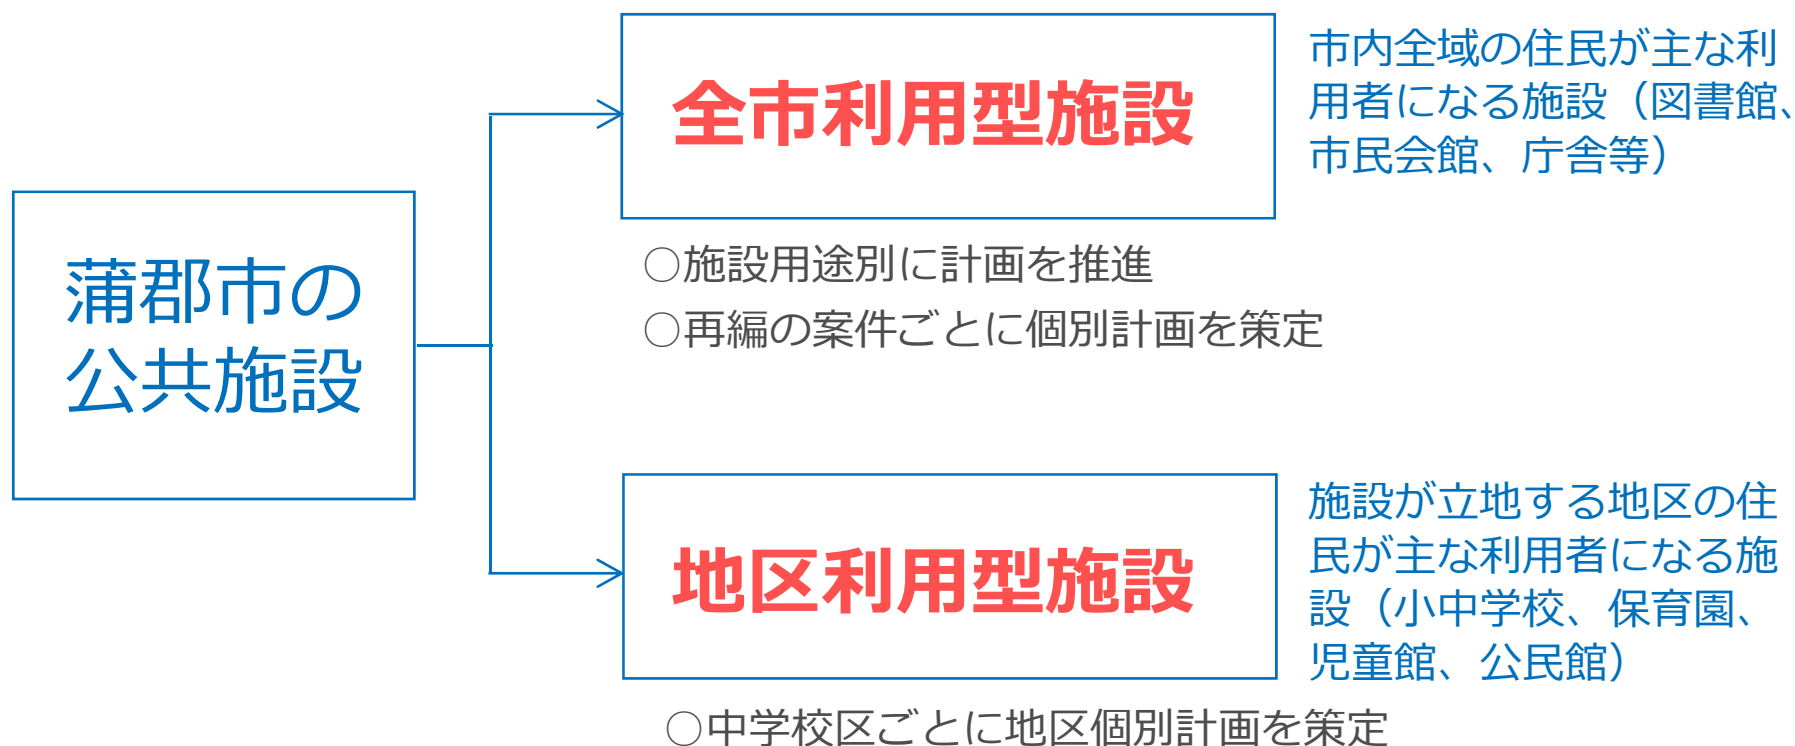 蒲郡市の
公共施設
全市利用型施設
市内全域の住民が主な利
用者になる施設（図書館、
市民会館、庁舎等）
○施設用途別に計画を推進
○再編の案件ごとに個別計画を策定
地区利用型施設
施設が立地する地区の住
民が主な利用者になる施
設（小中学校、保育園、
児童館、公民館）
○中学校区ごとに地区個別計画を策定